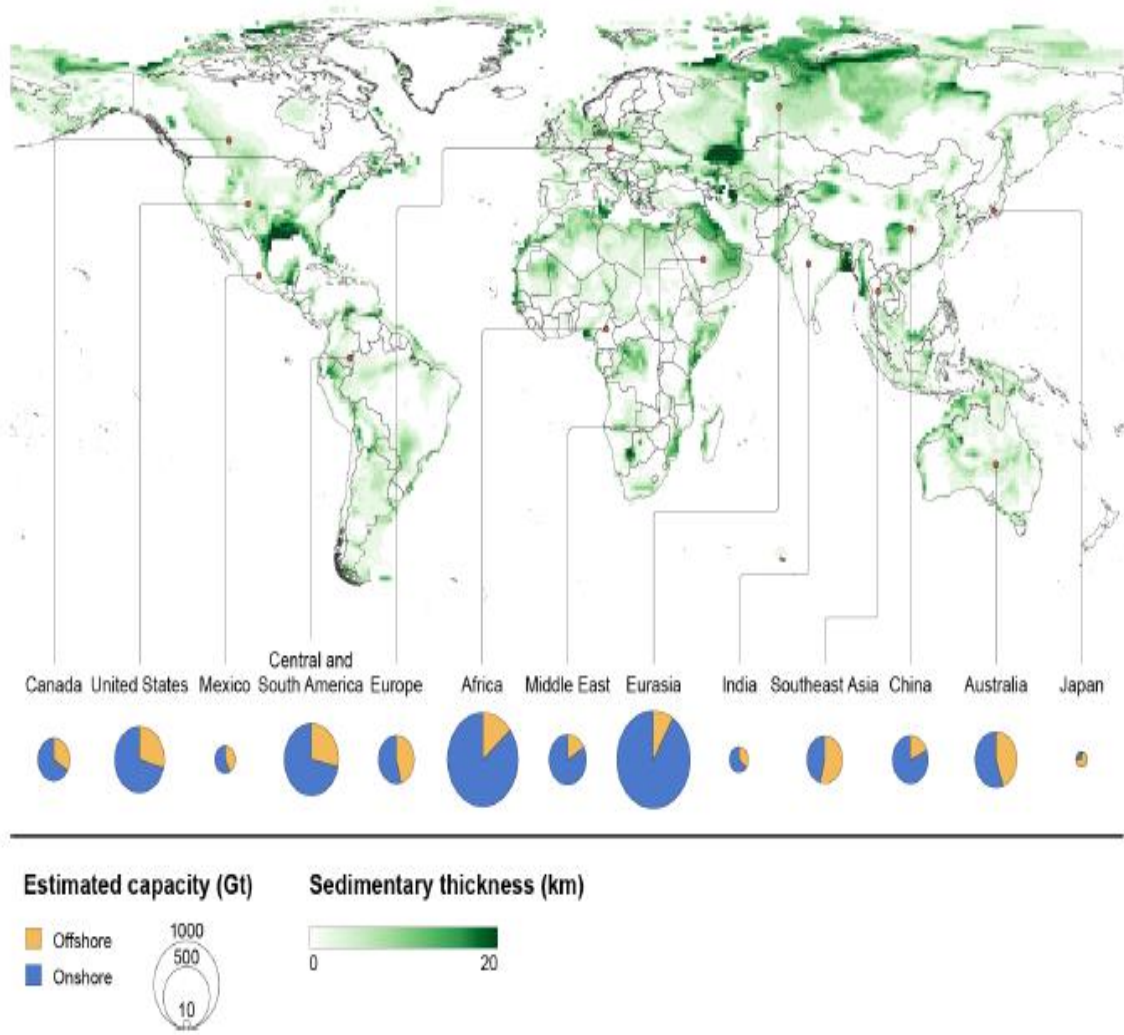 Central and
Canada United States Mexico South America Europe Africa Middle East Eurasia India Southeast Asia China Australia Japan
Estimated capacity (Gt) Sedimentary thickness (km)
Offshore
Onshore
1000
500
10
0 20